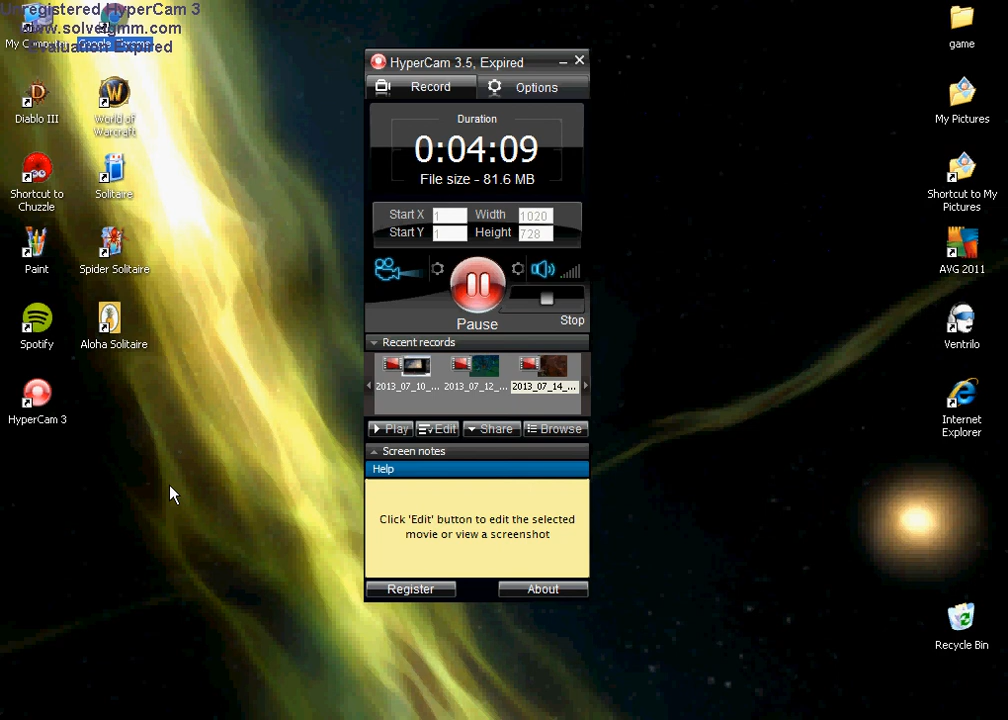 Unregistered HyperCam 3
www.solveigmm.com
Evaluation Expired
My Computer
Google Chrome
Diablo III
World of
Warcraft
Shortcut to
Chuzzle
Solitaire
Paint
Spider Solitaire
Spotify
Aloha Solitaire
HyperCam 3
HyperCam 3.5, Expired
Record
Options
Duration
0:04:09
File size - 81.6 MB
Start X 1 Width 1020
Start Y 1 Height 728
Pause
Stop
Recent records
2013_07_10_...
2013_07_12_...
2013_07_14_...
Play
Edit
Share
Browse
Screen notes
Help
Click 'Edit' button to edit the selected
movie or view a screenshot
Register
About
game
My Pictures
Shortcut to My
Pictures
AVG 2011
Ventrilo
Internet
Explorer
Recycle Bin